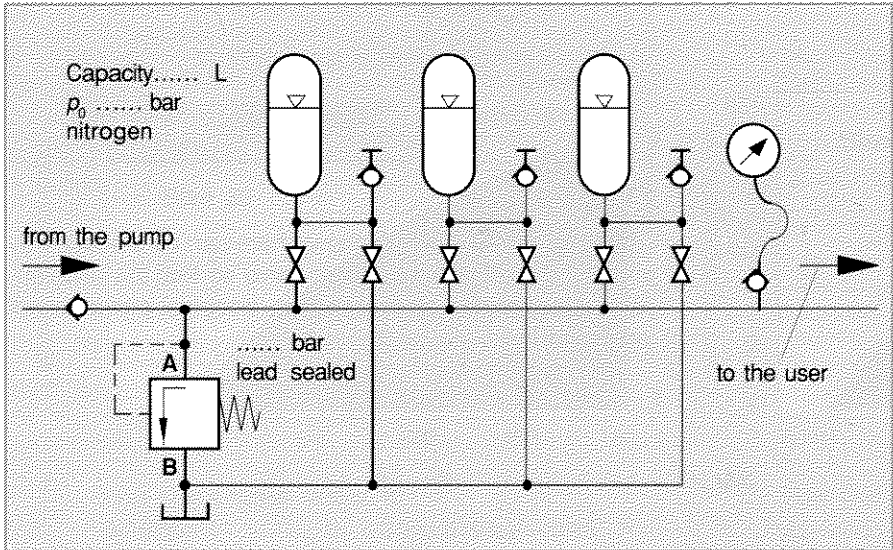 Capacity...... L
p₀ ...... bar
nitrogen
from the pump
A
...... bar
lead sealed
to the user
B